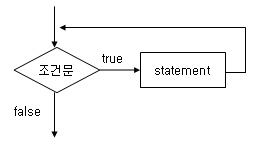 true
조건문
statement
false